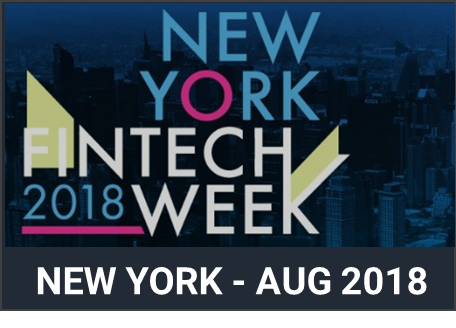 NEW
YORK
FINTECH
2018 WEEK
NEW YORK - AUG 2018